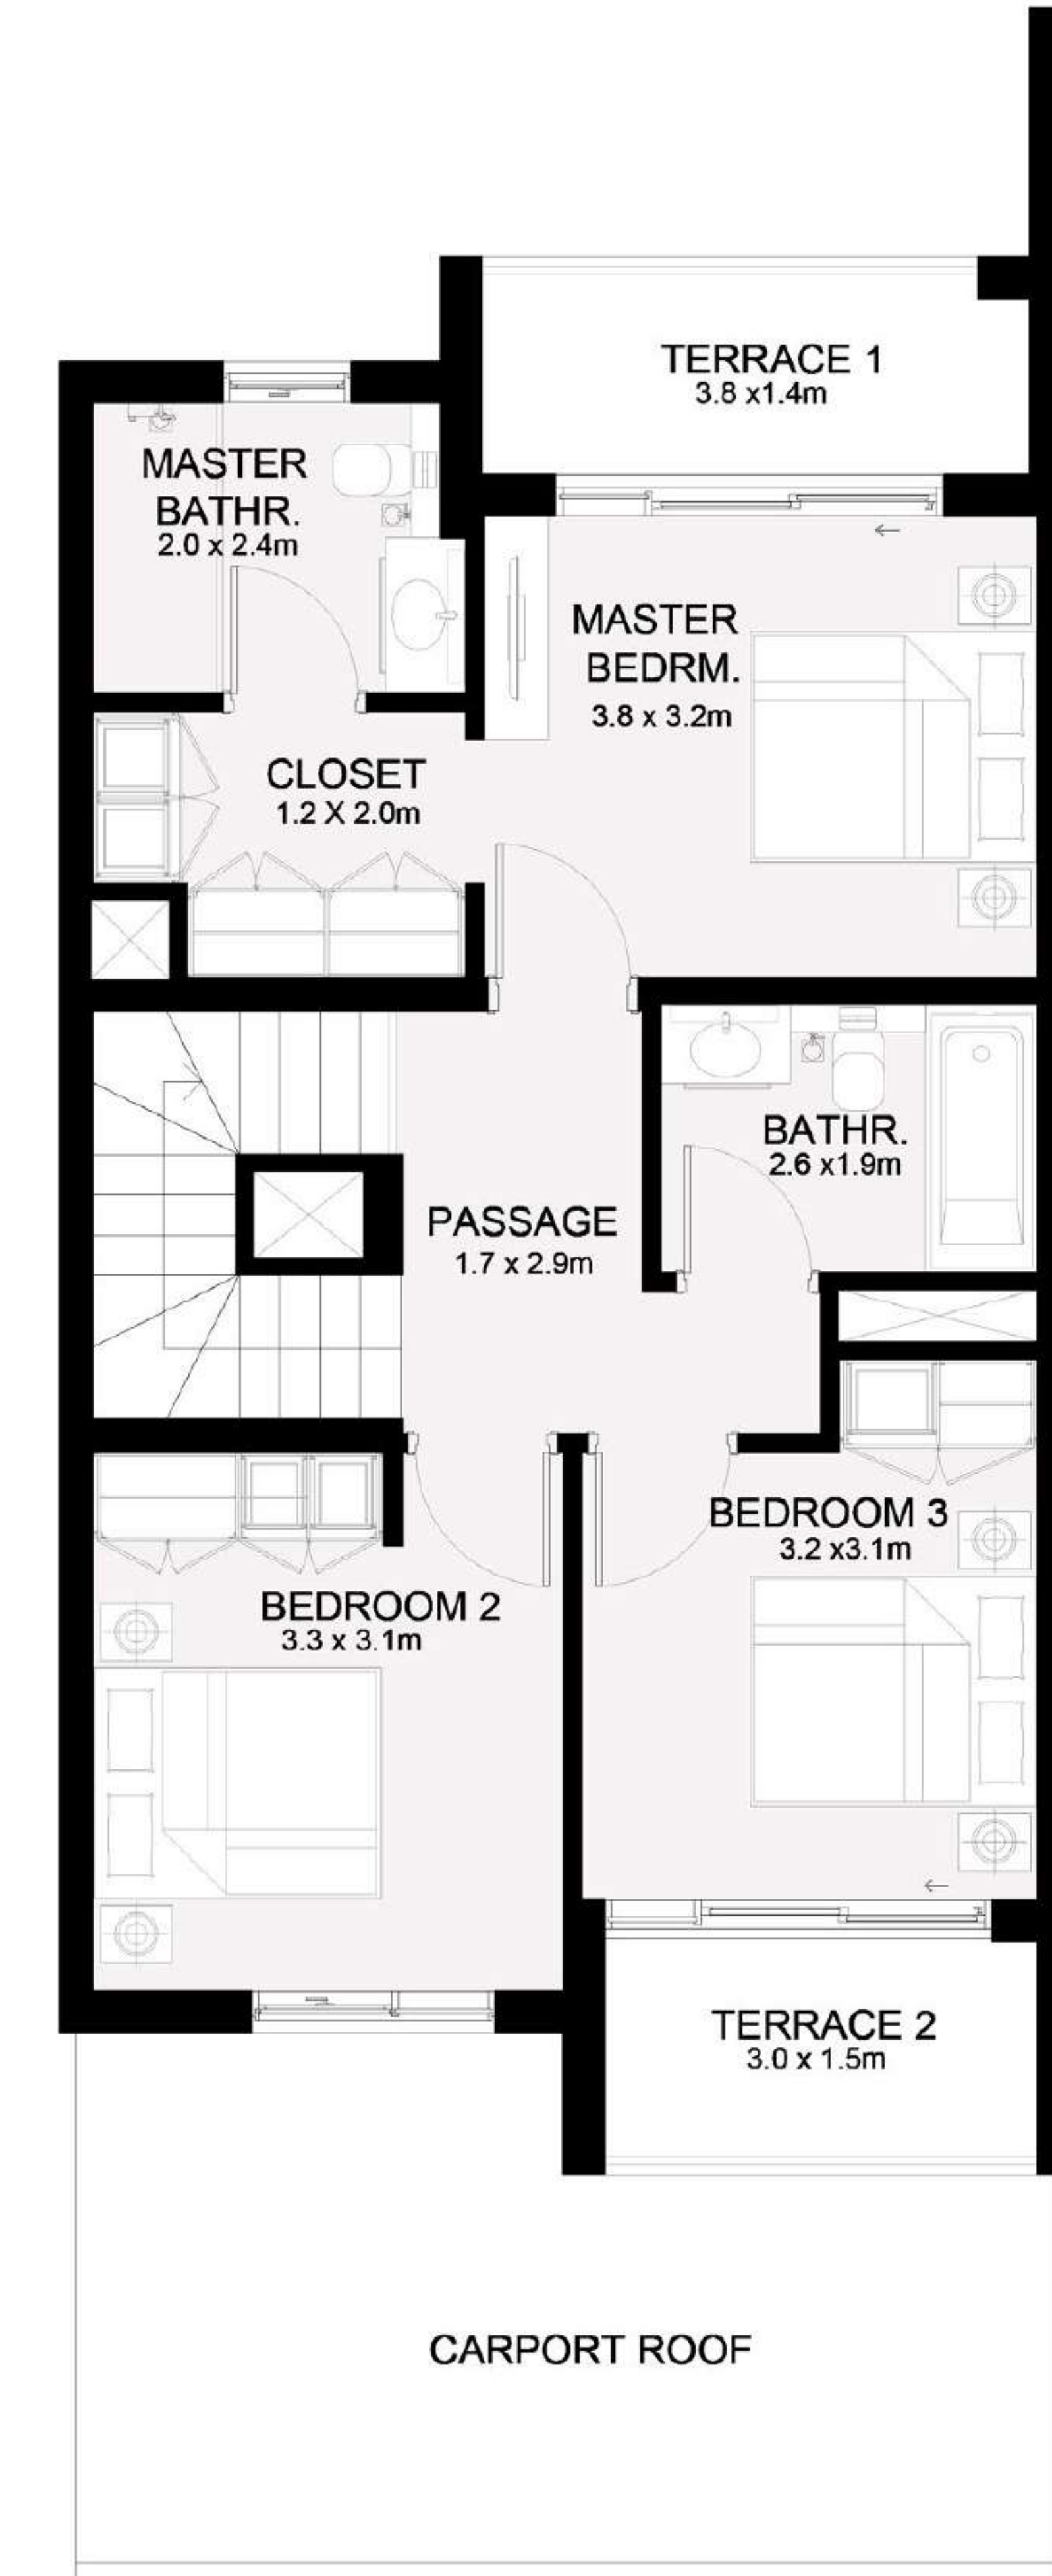 TERRACE 1
3.8 x1.4m
MASTER
BATHR.
2.0 x 2.4m
MASTER
BEDRM.
3.8 x 3.2m
CLOSET
1.2 X 2.0m
BATHR.
2.6 x1.9m
PASSAGE
1.7 x 2.9m
BEDROOM 3
3.2 x3.1m
BEDROOM 2
3.3 x 3.1m
TERRACE 2
3.0 x 1.5m
CARPORT ROOF